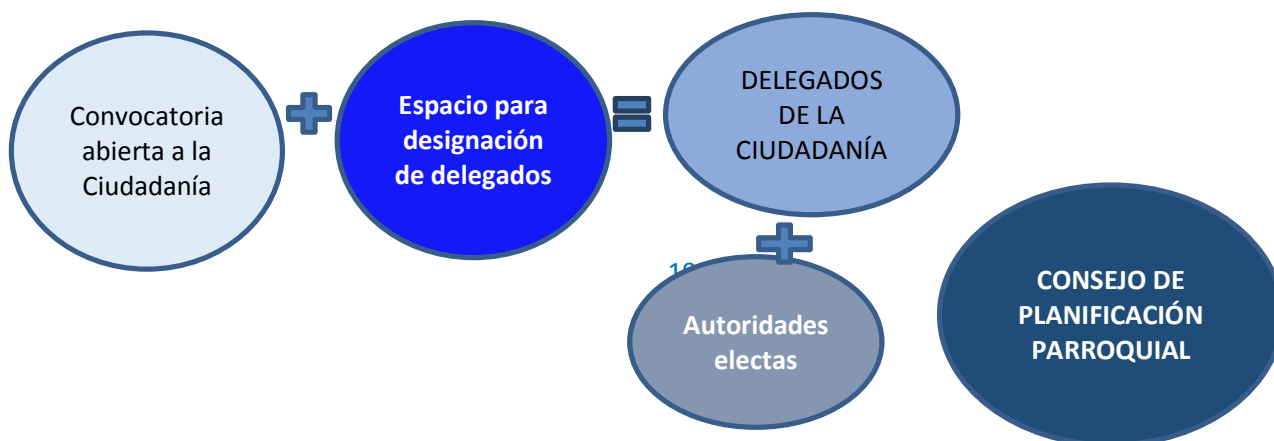 Convocatoria
abierta a la
Ciudadanía
Espacio para
designación
de delegados
DELEGADOS
DE LA
CIUDADANÍA
Autoridades
electas
CONSEJO DE
PLANIFICACIÓN
PARROQUIAL